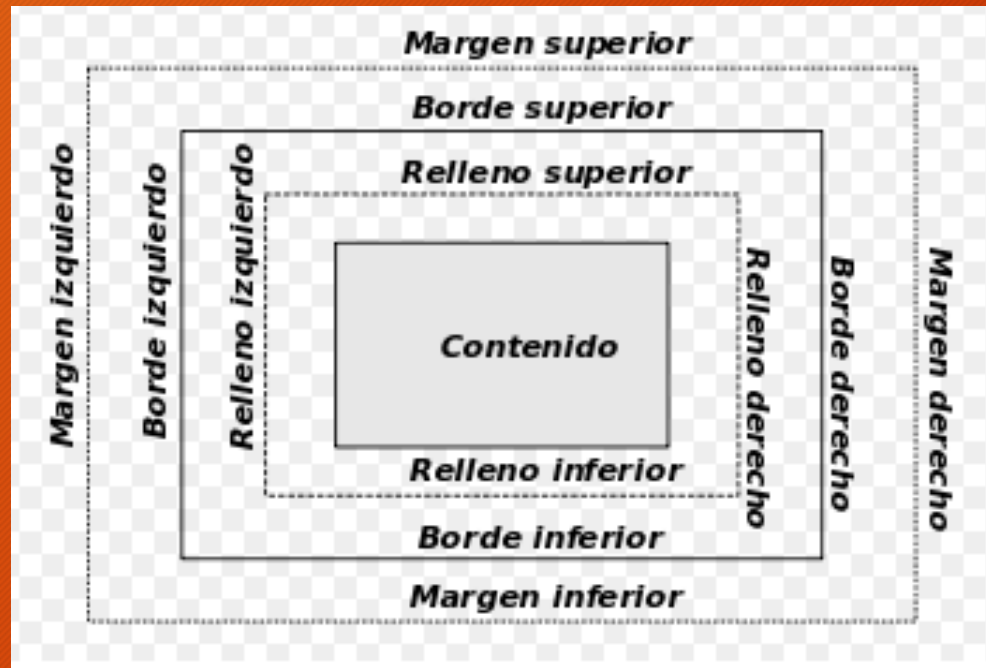 Margen superior
Borde superior
Relleno superior
Margen izquierdo
Borde izquierdo
Relleno izquierdo
Contenido
Relleno derecho
Borde derecho
Margen derecho
Relleno inferior
Borde inferior
Margen inferior